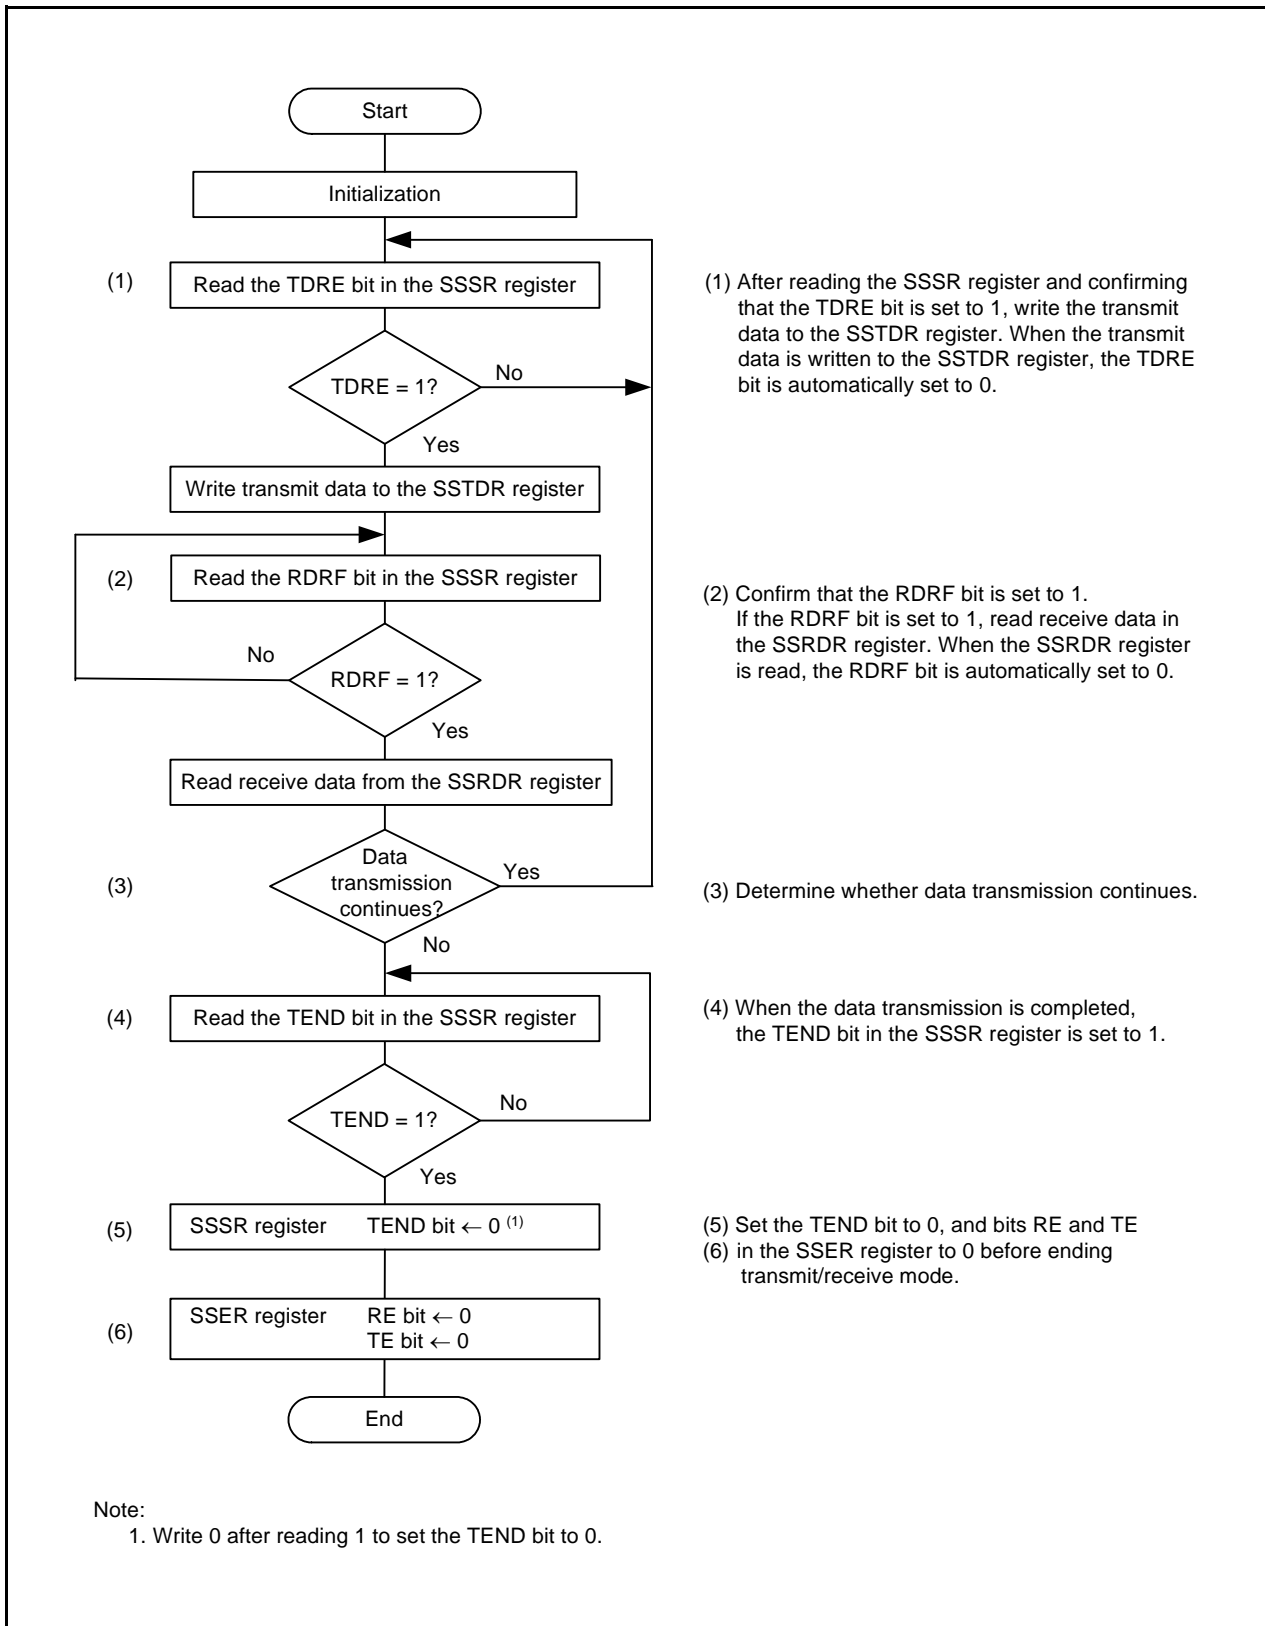 Start
Initialization
(1)
Read the TDRE bit in the SSSR register
TDRE = 1?
No
Yes
Write transmit data to the SSTDR register
(2)
Read the RDRF bit in the SSSR register
No
RDRF = 1?
Yes
Read receive data from the SSRDR register
(3)
Data
transmission
continues?
Yes
No
(4)
Read the TEND bit in the SSSR register
TEND = 1?
No
Yes
(5)
SSSR register TEND bit ← 0 (1)
(6)
SSER register RE bit ← 0
TE bit ← 0
End
(1) After reading the SSSR register and confirming
that the TDRE bit is set to 1, write the transmit
data to the SSTDR register. When the transmit
data is written to the SSTDR register, the TDRE
bit is automatically set to 0.
(2) Confirm that the RDRF bit is set to 1.
If the RDRF bit is set to 1, read receive data in
the SSRDR register. When the SSRDR register
is read, the RDRF bit is automatically set to 0.
(3) Determine whether data transmission continues.
(4) When the data transmission is completed,
the TEND bit in the SSSR register is set to 1.
(5) Set the TEND bit to 0, and bits RE and TE
(6) in the SSER register to 0 before ending
transmit/receive mode.
Note:
1. Write 0 after reading 1 to set the TEND bit to 0.